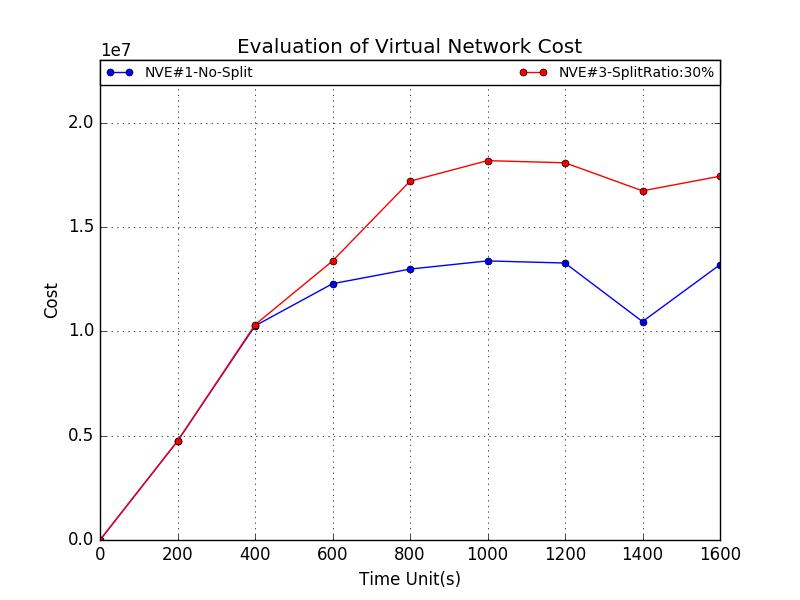 Evaluation of Virtual Network Cost
1e7
NVE#1-No-Split
NVE#3-SplitRatio:30%
2.0
1.5
1.0
0.5
0.0
Cost
0 200 400 600 800 1000 1200 1400 1600
Time Unit(s)